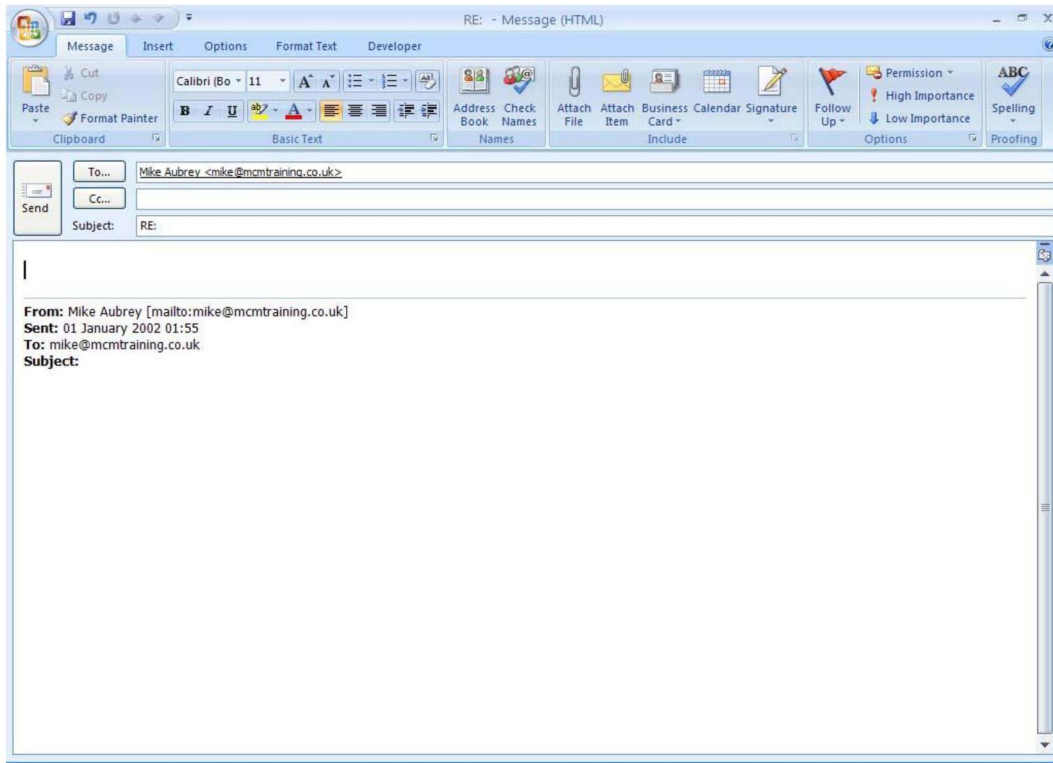 RE: - Message (HTML)
Message Insert Options Format Text Developer
Cut
Copy
Format Painter
Paste
Clipboard
Calibri (Bo 11
B I U
Basic Text
Address Book
Check Names
Names
Attach File
Attach Item
Business Card
Calendar
Signature
Include
Follow Up
Permission
High Importance
Low Importance
Options
ABC
Spelling
Proofing
Send
To... Mike Aubrey <mike@mcmtraining.co.uk>
Cc...
Subject: RE:
From: Mike Aubrey [mailto:mike@mcmtraining.co.uk]
Sent: 01 January 2002 01:55
To: mike@mcmtraining.co.uk
Subject: